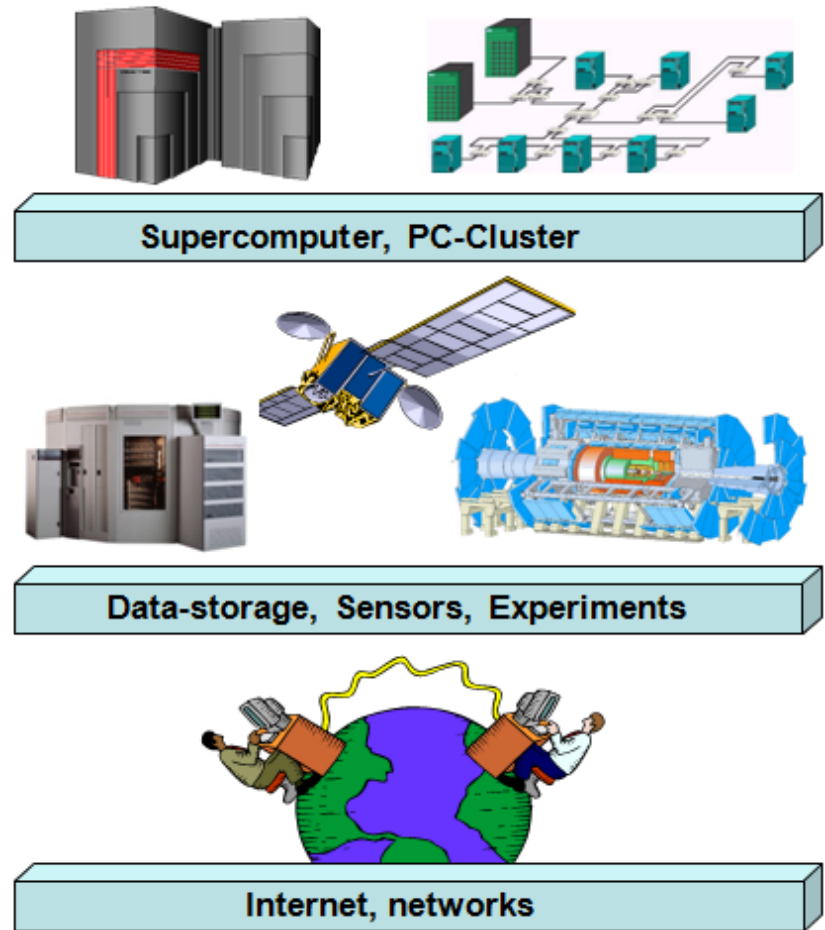 Supercomputer, PC-Cluster
Data-storage, Sensors, Experiments
Internet, networks